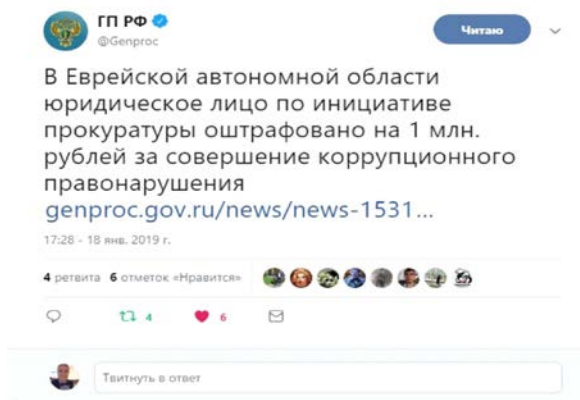 ГП РФ
@Genproc
Читаю
В Еврейской автономной области
юридическое лицо по инициативе
прокуратуры оштрафовано на 1 млн.
рублей за совершение коррупционного
правонарушения
genproc.gov.ru/news/news-1531...
17:28 - 18 янв. 2019 г.
4 ретвита 6 отметок «Нравится»
4 6
Твитнуть в ответ